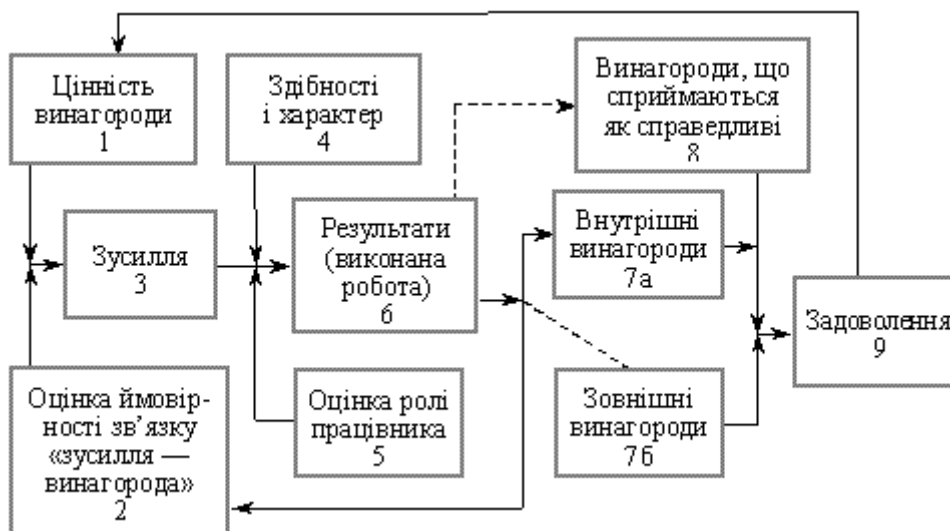 Цінність
винагороди
1
Здібності
і характер
4
Винагороди, що
сприймаються
як справедливі
8
Зусилля
3
Результати
(виконана
робота)
6
Внутрішні
винагороди
7а
Задоволення
9
Оцінка ймовір-
ності зв’язку
«зусилля —
винагорода»
2
Оцінка ролі
працівника
5
Зовнішні
винагороди
7б